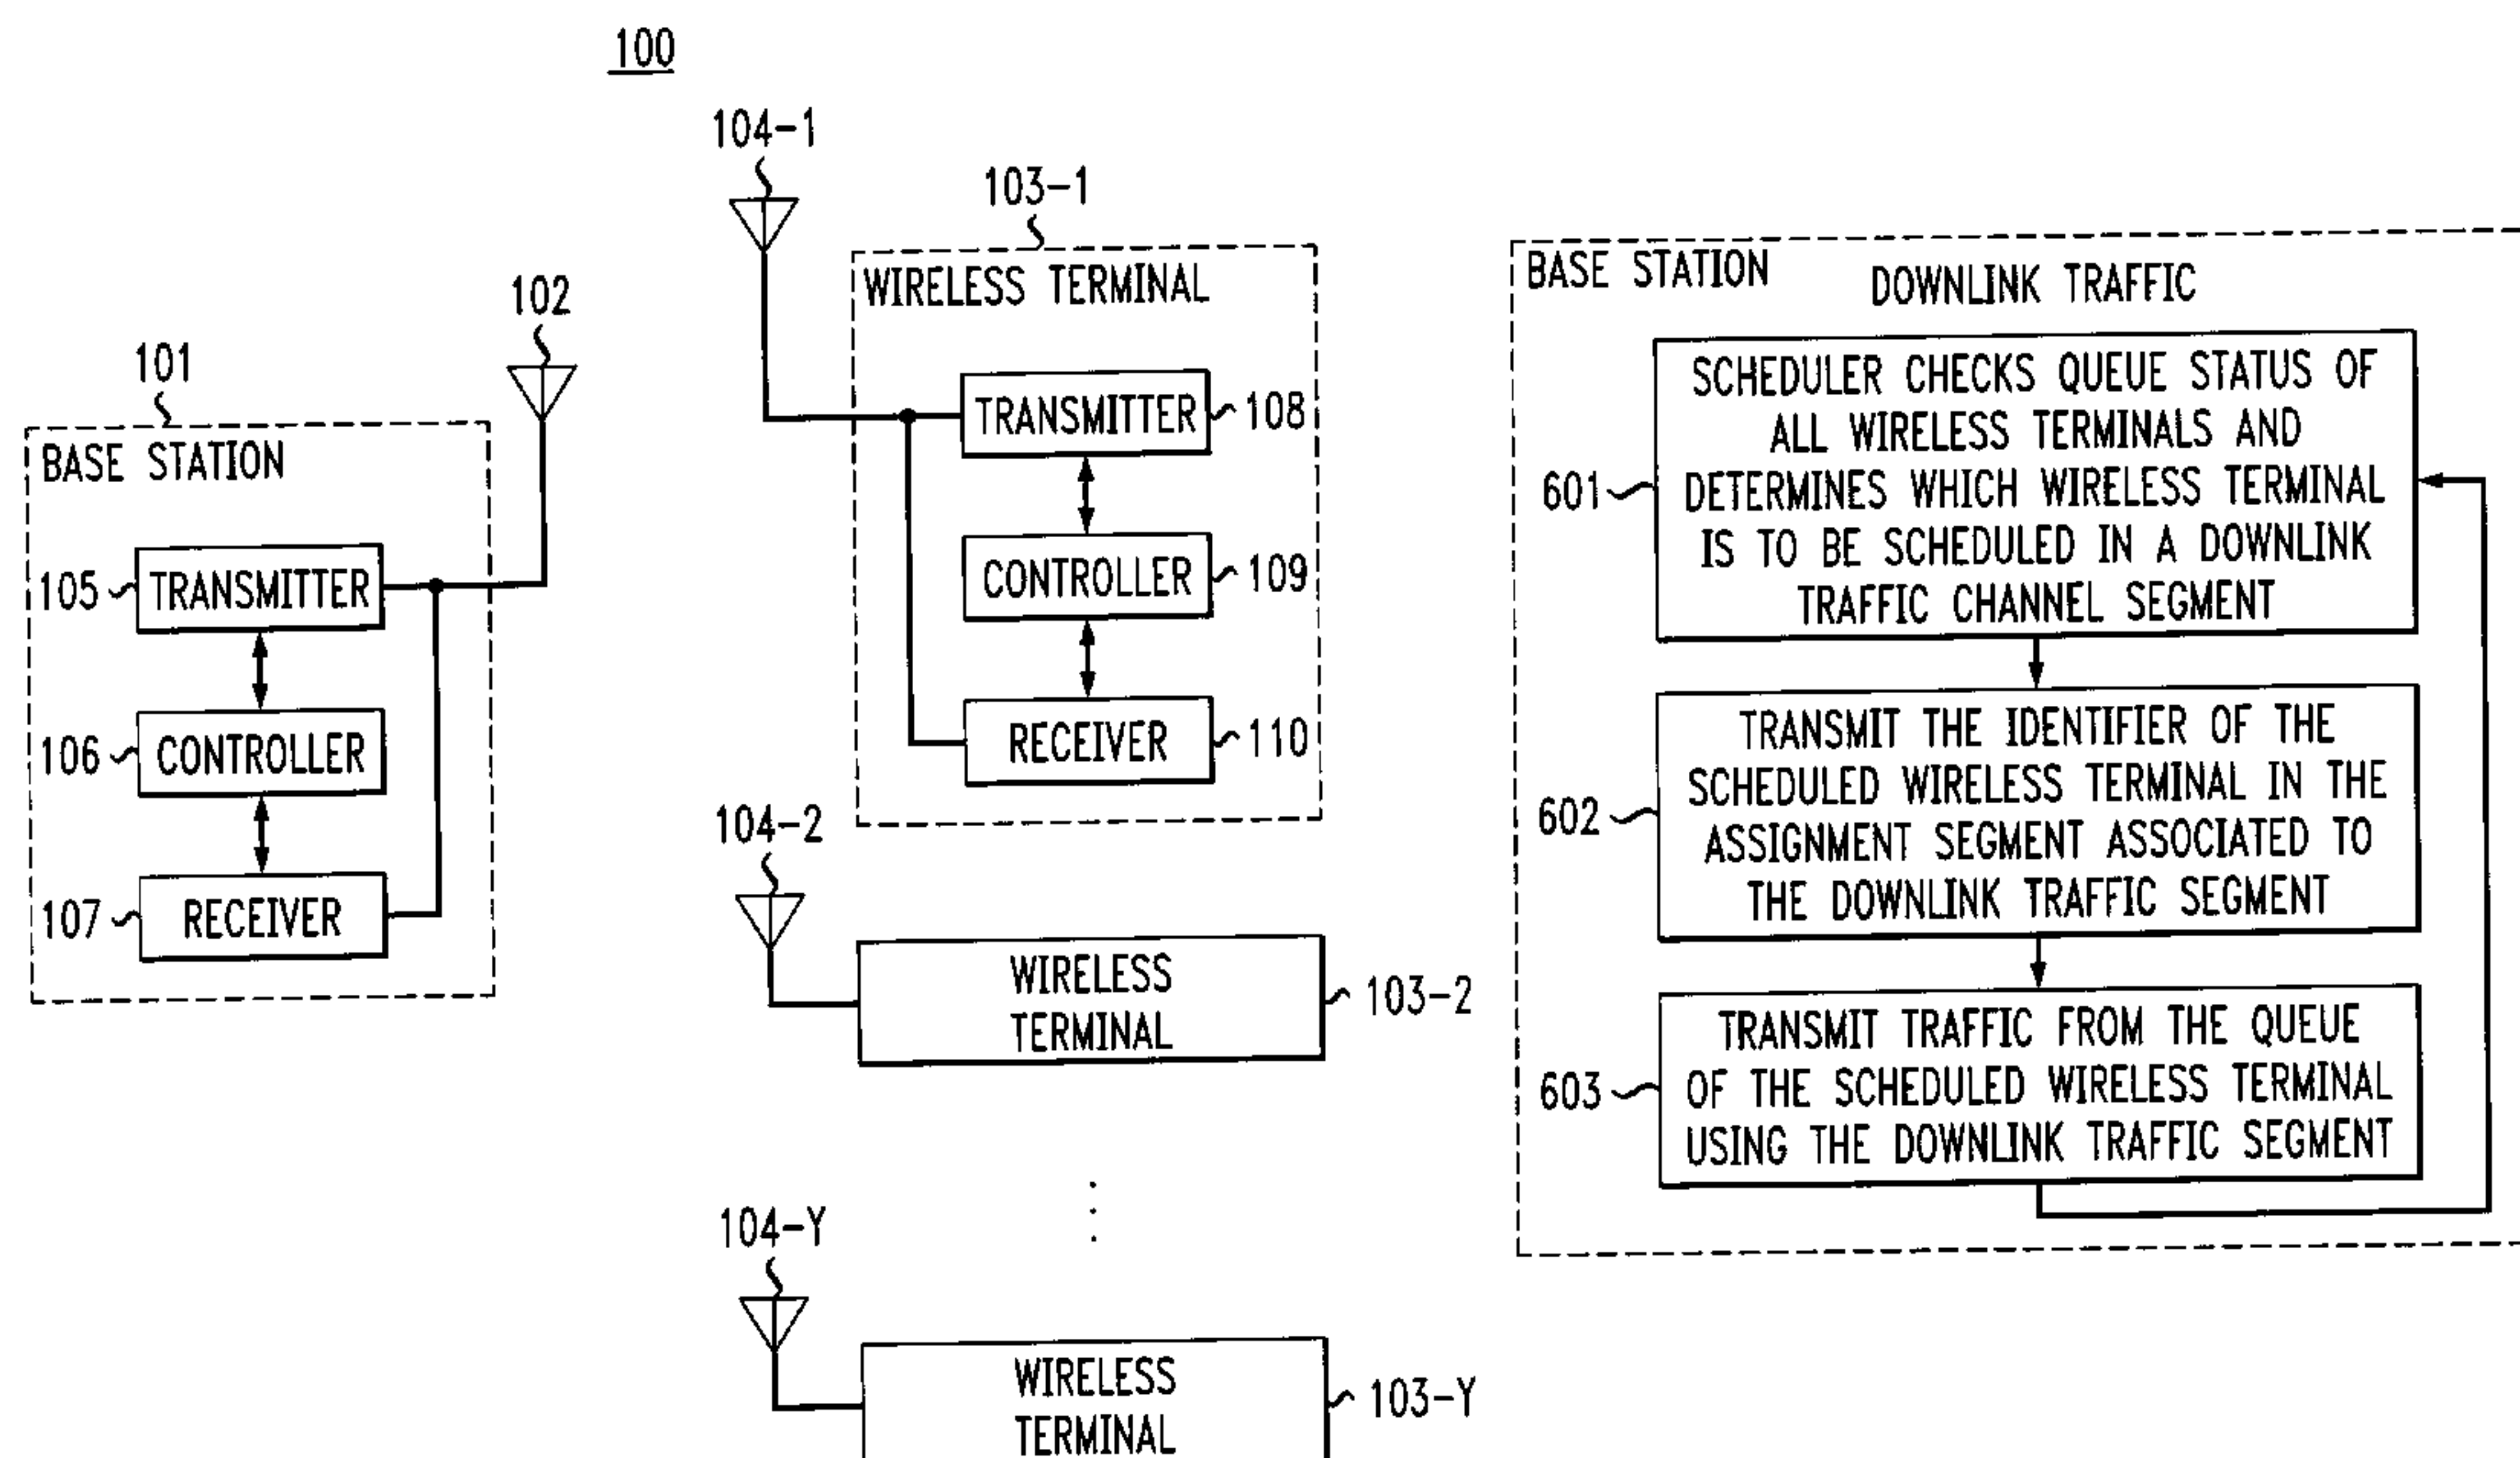 100
101
BASE STATION
102
105
TRANSMITTER
106
CONTROLLER
107
RECEIVER
104-1
103-1
WIRELESS TERMINAL
TRANSMITTER
108
CONTROLLER
109
RECEIVER
110
104-2
WIRELESS
TERMINAL
103-2
104-Y
WIRELESS
TERMINAL
103-Y
BASE STATION
DOWNLINK TRAFFIC
601
SCHEDULER CHECKS QUEUE STATUS OF
ALL WIRELESS TERMINALS AND
DETERMINES WHICH WIRELESS TERMINAL
IS TO BE SCHEDULED IN A DOWNLINK
TRAFFIC CHANNEL SEGMENT
602
TRANSMIT THE IDENTIFIER OF THE
SCHEDULED WIRELESS TERMINAL IN THE
ASSIGNMENT SEGMENT ASSOCIATED TO
THE DOWNLINK TRAFFIC SEGMENT
603
TRANSMIT TRAFFIC FROM THE QUEUE
OF THE SCHEDULED WIRELESS TERMINAL
USING THE DOWNLINK TRAFFIC SEGMENT